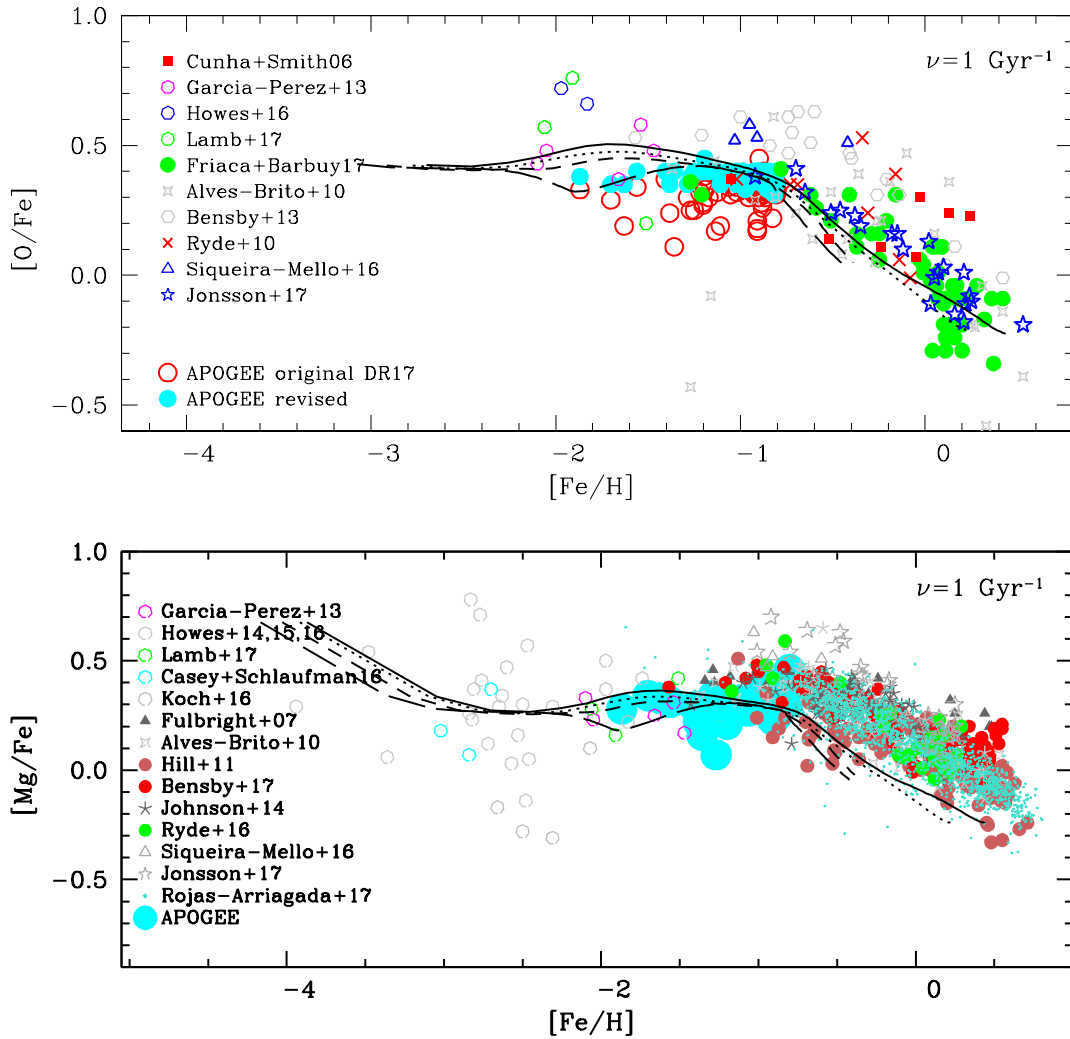 1.0
0.5
0.0
−0.5
[O/Fe]
ν=1 Gyr⁻¹
Cunha+Smith06
Garcia−Perez+13
Howes+16
Lamb+17
Friaca+Barbuy17
Alves−Brito+10
Bensby+13
Ryde+10
Siqueira−Mello+16
Jonsson+17
APOGEE original DR17
APOGEE revised
−4 −3 −2 −1 0
[Fe/H]
1.0
0.5
0.0
−0.5
[Mg/Fe]
ν=1 Gyr⁻¹
Garcia−Perez+13
Howes+14,15,16
Lamb+17
Casey+Schlaufman16
Koch+16
Fulbright+07
Alves−Brito+10
Hill+11
Bensby+17
Johnson+14
Ryde+16
Siqueira−Mello+16
Jonsson+17
Rojas−Arriagada+17
APOGEE
−4 −2 0
[Fe/H]